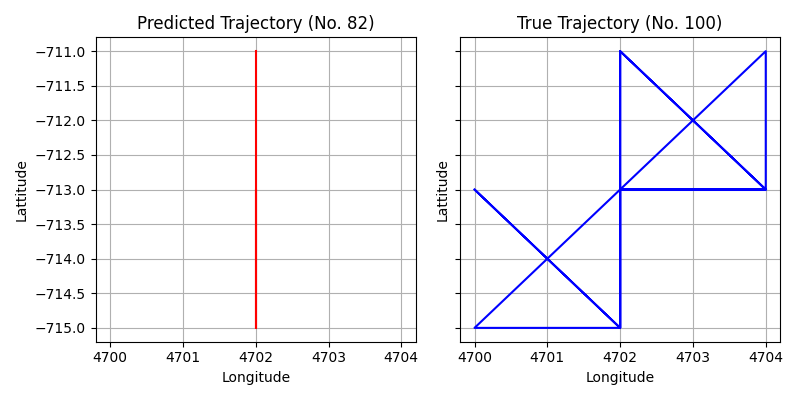 Predicted Trajectory (No. 82)
True Trajectory (No. 100)
−711.0
−711.5
−712.0
−712.5
−713.0
−713.5
−714.0
−714.5
−715.0
Lattitude
Lattitude
4700 4701 4702 4703 4704
4700 4701 4702 4703 4704
Longitude
Longitude